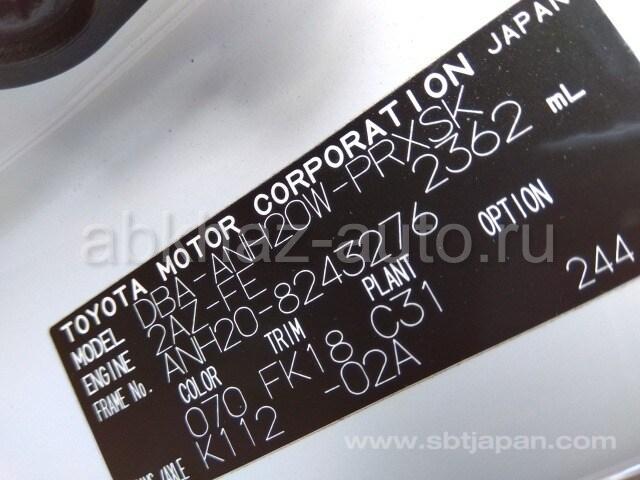 TOYOTA MOTOR CORPORATION JAPAN
MODEL DBA-ANH20W-PRXSK
ENGINE 2AZ-FE 2362 mL
FRAME No. ANH20-8243276
COLOR TRIM PLANT OPTION
070 FK18 C31 244
K112 -02A
abkhaz-auto.ru
www.sbtjapan.com